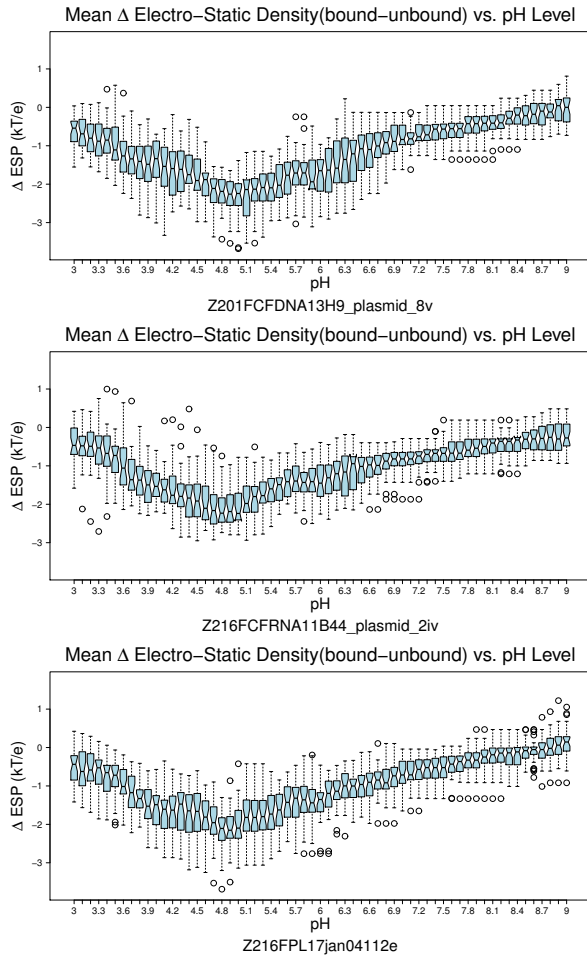 Mean Δ Electro−Static Density(bound−unbound) vs. pH Level
1
0
−1
−2
−3
Δ ESP (kT/e)
3 3.3 3.6 3.9 4.2 4.5 4.8 5.1 5.4 5.7 6 6.3 6.6 6.9 7.2 7.5 7.8 8.1 8.4 8.7 9
pH
Z201FCFDNA13H9_plasmid_8v
Mean Δ Electro−Static Density(bound−unbound) vs. pH Level
1
0
−1
−2
−3
Δ ESP (kT/e)
3 3.3 3.6 3.9 4.2 4.5 4.8 5.1 5.4 5.7 6 6.3 6.6 6.9 7.2 7.5 7.8 8.1 8.4 8.7 9
pH
Z216FCFRNA11B44_plasmid_2iv
Mean Δ Electro−Static Density(bound−unbound) vs. pH Level
1
0
−1
−2
−3
Δ ESP (kT/e)
3 3.3 3.6 3.9 4.2 4.5 4.8 5.1 5.4 5.7 6 6.3 6.6 6.9 7.2 7.5 7.8 8.1 8.4 8.7 9
pH
Z216FPL17jan04112e